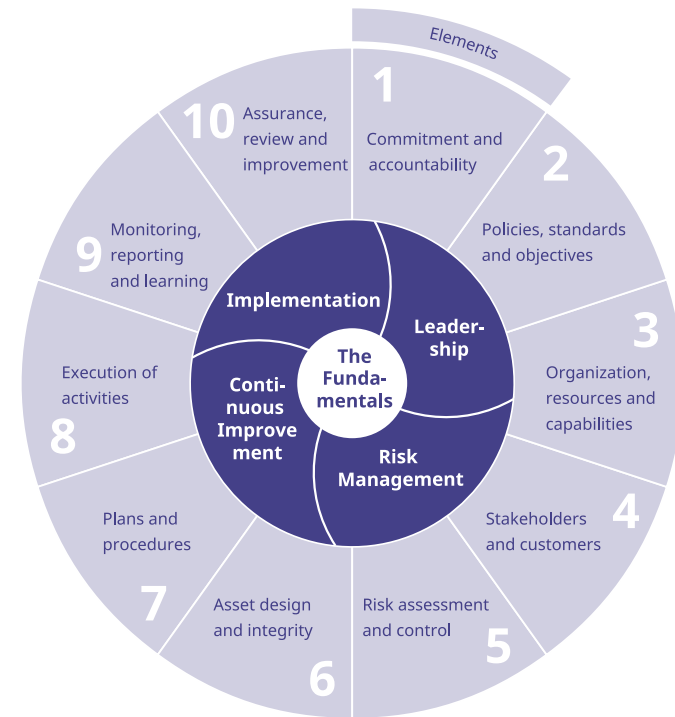 Elements
1
Commitment and
accountability
2
Policies, standards
and objectives
3
Organization,
resources and
capabilities
4
Stakeholders
and customers
5
Risk assessment
and control
6
Asset design
and integrity
7
Plans and
procedures
8
Execution of
activities
9
Monitoring,
reporting
and learning
10
Assurance,
review and
improvement
Implementation
Leader-
ship
Risk
Management
Conti-
nuous
Improve
ment
The
Funda-
mentals